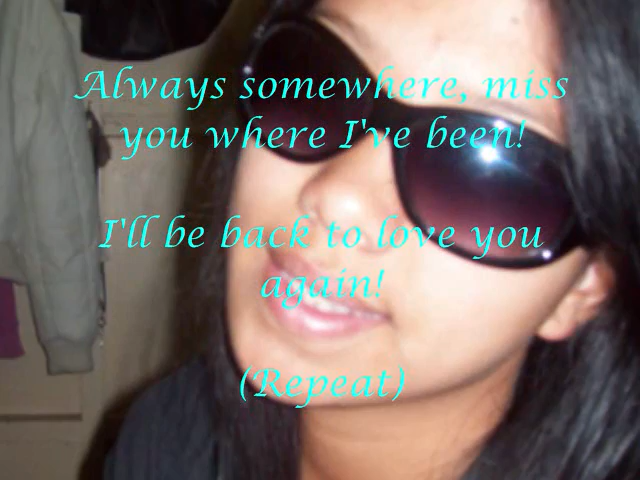 Always somewhere, miss
you where I've been!
I'll be back to love you
again!
(Repeat)